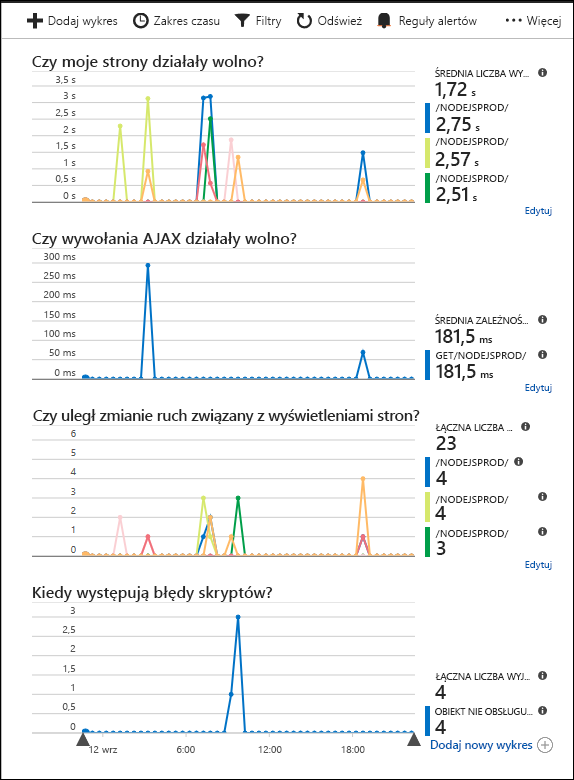 Dodaj wykres Zakres czasu Filtry Odśwież Reguły alertów Więcej
Czy moje strony działały wolno?
3,5 s
3 s
2,5 s
2 s
1,5 s
1 s
0,5 s
0 s
ŚREDNIA LICZBA WY...
1,72 s
/NODEJSPROD/
2,75 s
/NODEJSPROD/
2,57 s
/NODEJSPROD/
2,51 s
Edytuj
Czy wywołania AJAX działały wolno?
300 ms
250 ms
200 ms
150 ms
100 ms
50 ms
0 ms
ŚREDNIA ZALEŻNOŚ...
181,5 ms
GET/NODEJSPROD/
181,5 ms
Edytuj
Czy uległ zmianie ruch związany z wyświetleniami stron?
6
5
4
3
2
1
0
ŁĄCZNA LICZBA ...
23
/NODEJSPROD/
4
/NODEJSPROD/
4
/NODEJSPROD/
3
Edytuj
Kiedy występują błędy skryptów?
3
2,5
2
1,5
1
0,5
0
12 wrz 6:00 12:00 18:00
ŁĄCZNA LICZBA WYJ...
4
OBIEKT NIE OBSŁUGU...
4
Dodaj nowy wykres